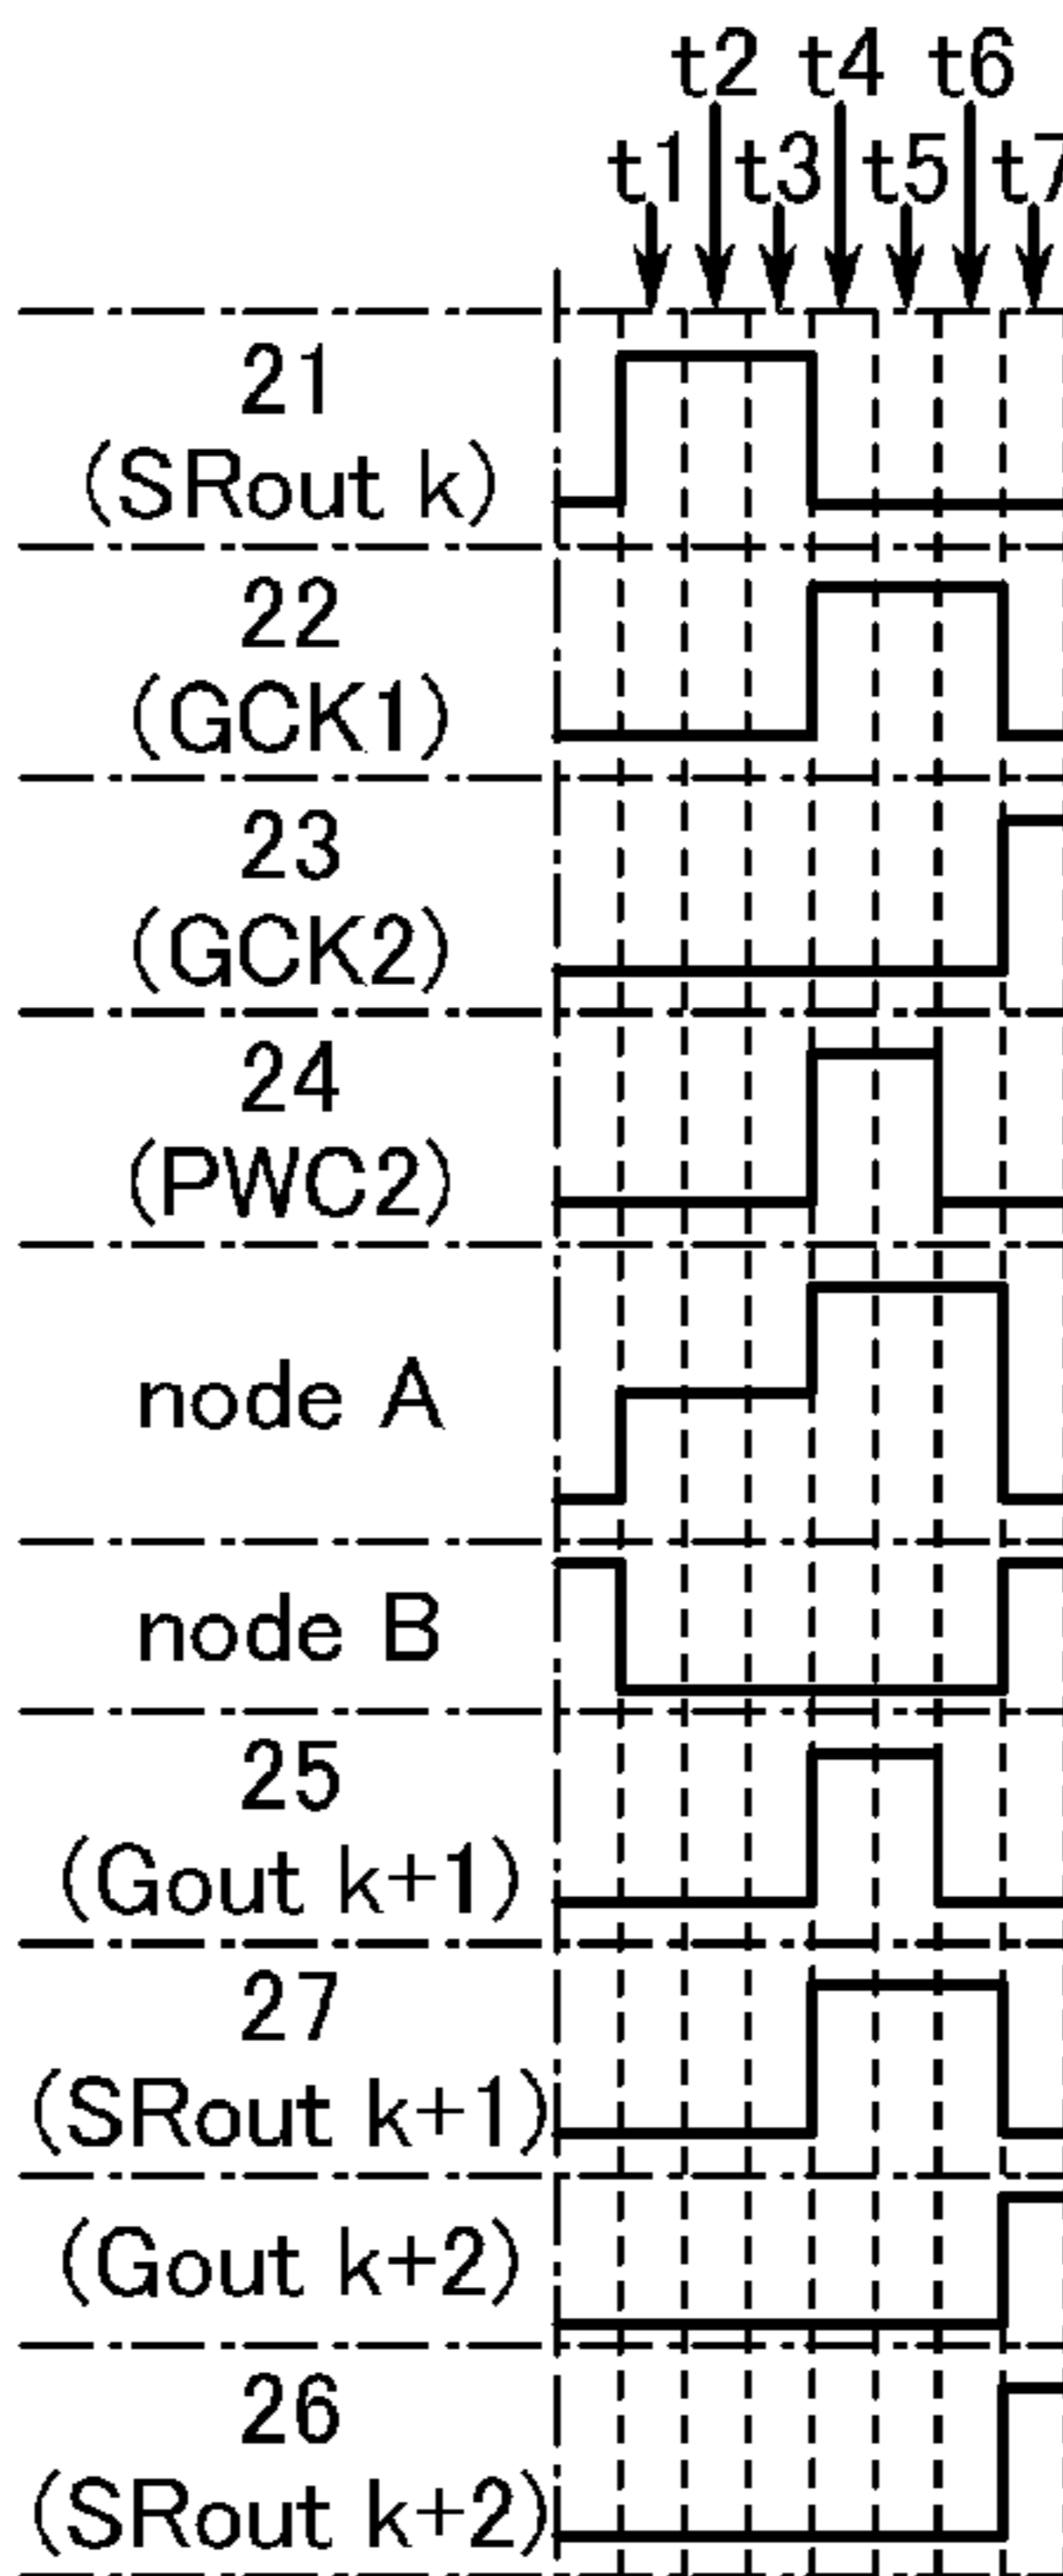 t2 t4 t6
t1 t3 t5 t7
21
(SRout k)
22
(GCK1)
23
(GCK2)
24
(PWC2)
node A
node B
25
(Gout k+1)
27
(SRout k+1)
(Gout k+2)
26
(SRout k+2)